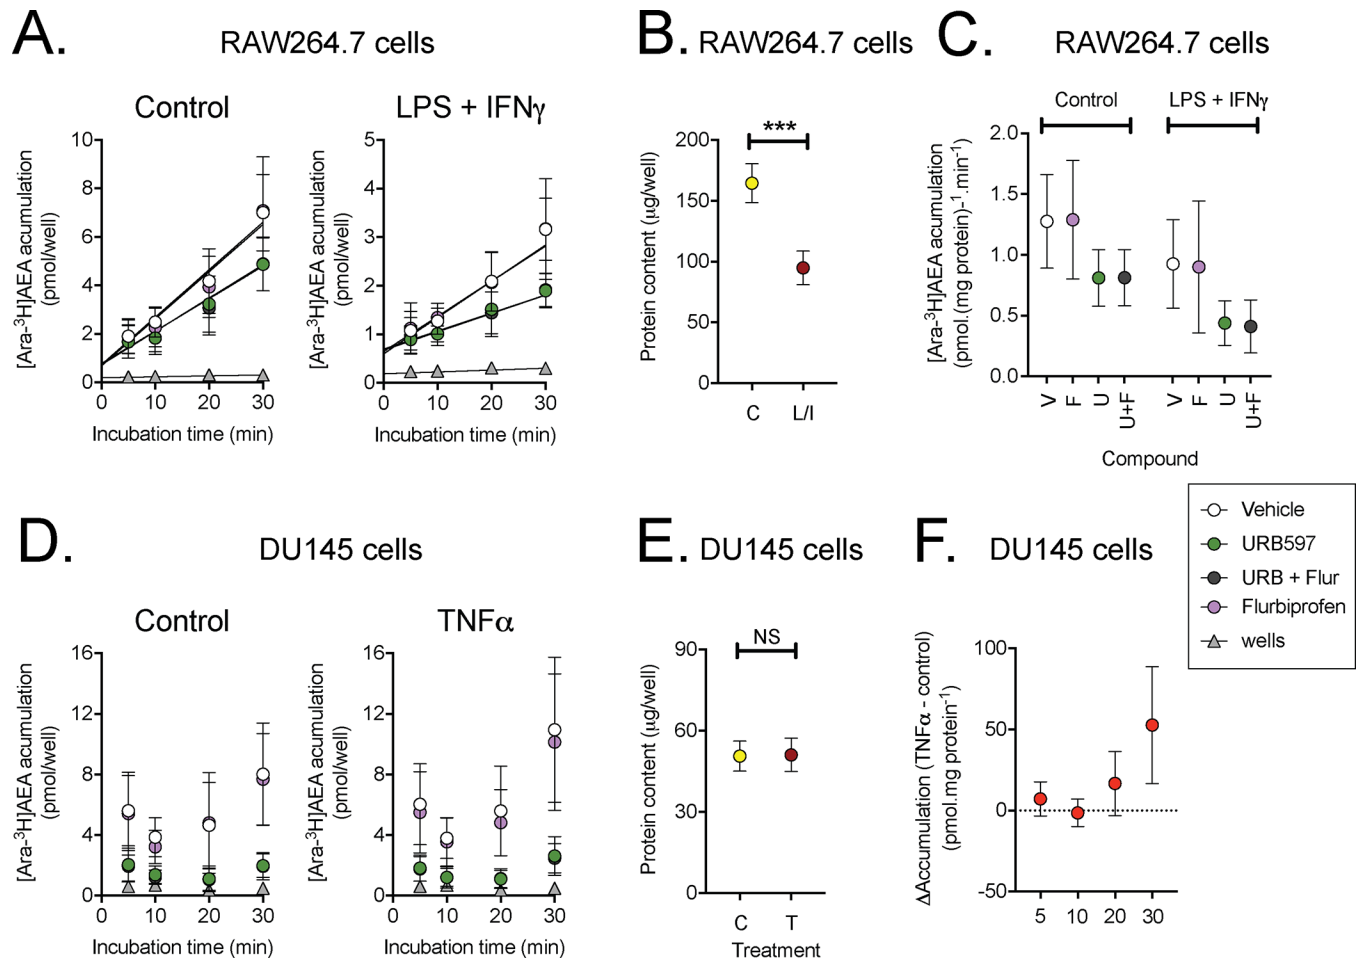 A.
RAW264.7 cells
Control
LPS + IFNγ
[Ara-³H]AEA acumulation
(pmol/well)
10
8
6
4
2
0
0 10 20 30
Incubation time (min)
[Ara-³H]AEA acumulation
(pmol/well)
5
4
3
2
1
0
0 10 20 30
Incubation time (min)
B.
RAW264.7 cells
***
Protein content (µg/well)
200
150
100
50
0
C L/I
C.
RAW264.7 cells
Control
LPS + IFNγ
[Ara-³H]AEA acumulation
(pmol.(mg protein)-¹.min⁻¹)
2.0
1.5
1.0
0.5
0.0
V F U U+F V F U U+F
Compound
D.
DU145 cells
Control
TNFα
[Ara-³H]AEA acumulation
(pmol/well)
16
12
8
4
0
0 10 20 30
Incubation time (min)
[Ara-³H]AEA accumulation
(pmol/well)
16
12
8
4
0
0 10 20 30
Incubation time (min)
E.
DU145 cells
NS
Protein content (µg/well)
90
60
30
0
C T
Treatment
F.
DU145 cells
ΔAccumulation (TNFα - control)
(pmol.mg protein⁻¹)
100
50
0
-50
5 10 20 30
Vehicle
URB597
URB + Flur
Flurbiprofen
wells